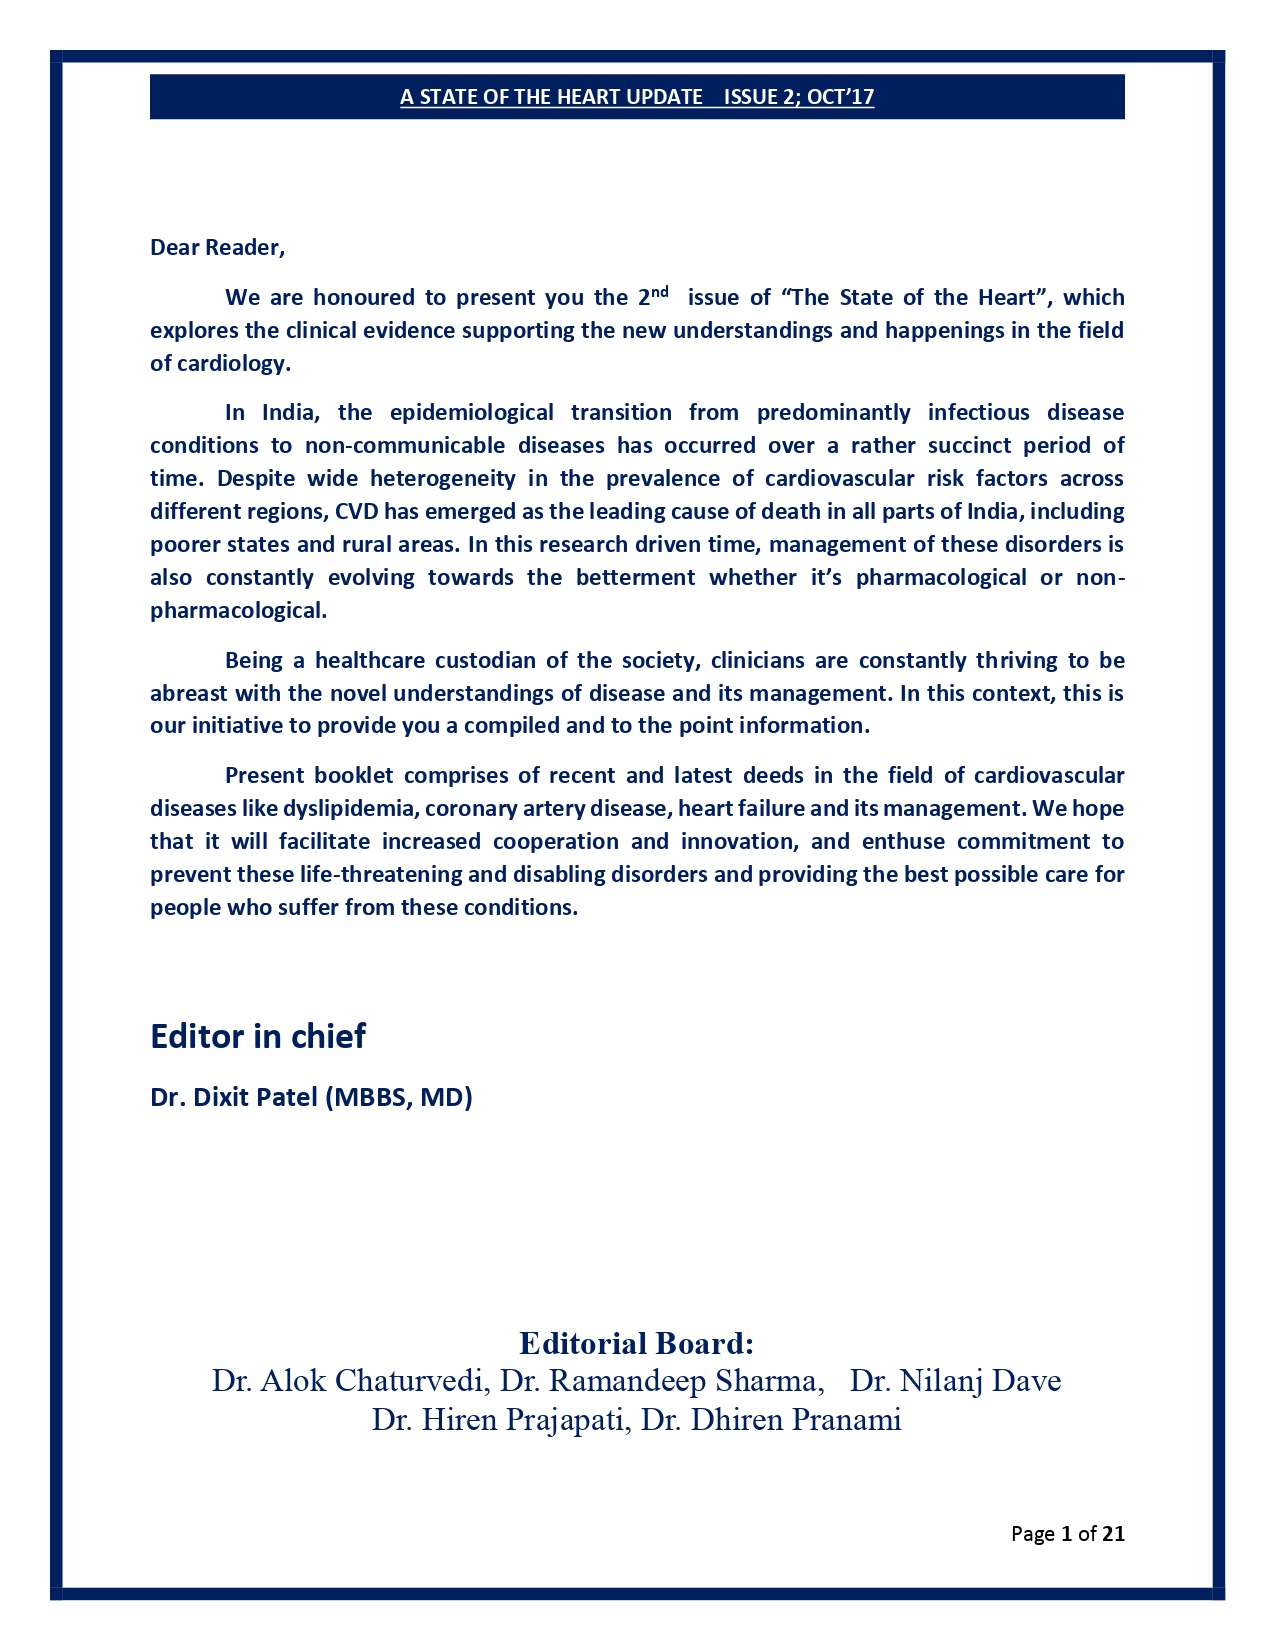 A STATE OF THE HEART UPDATE    ISSUE 2; OCT’17
Dear Reader,
We are honoured to present you the 2nd  issue of “The State of the Heart”, which
explores the clinical evidence supporting the new understandings and happenings in the field
of cardiology.
In India, the epidemiological transition from predominantly infectious disease
conditions to non-communicable diseases has occurred over a rather succinct period of
time. Despite wide heterogeneity in the prevalence of cardiovascular risk factors across
different regions, CVD has emerged as the leading cause of death in all parts of India, including
poorer states and rural areas. In this research driven time, management of these disorders is
also constantly evolving towards the betterment whether it’s pharmacological or non-
pharmacological.
Being a healthcare custodian of the society, clinicians are constantly thriving to be
abreast with the novel understandings of disease and its management. In this context, this is
our initiative to provide you a compiled and to the point information.
Present booklet comprises of recent and latest deeds in the field of cardiovascular
diseases like dyslipidemia, coronary artery disease, heart failure and its management. We hope
that it will facilitate increased cooperation and innovation, and enthuse commitment to
prevent these life-threatening and disabling disorders and providing the best possible care for
people who suffer from these conditions.
Editor in chief
Dr. Dixit Patel (MBBS, MD)
Editorial Board:
Dr. Alok Chaturvedi, Dr. Ramandeep Sharma,   Dr. Nilanj Dave
Dr. Hiren Prajapati, Dr. Dhiren Pranami
Page 1 of 21